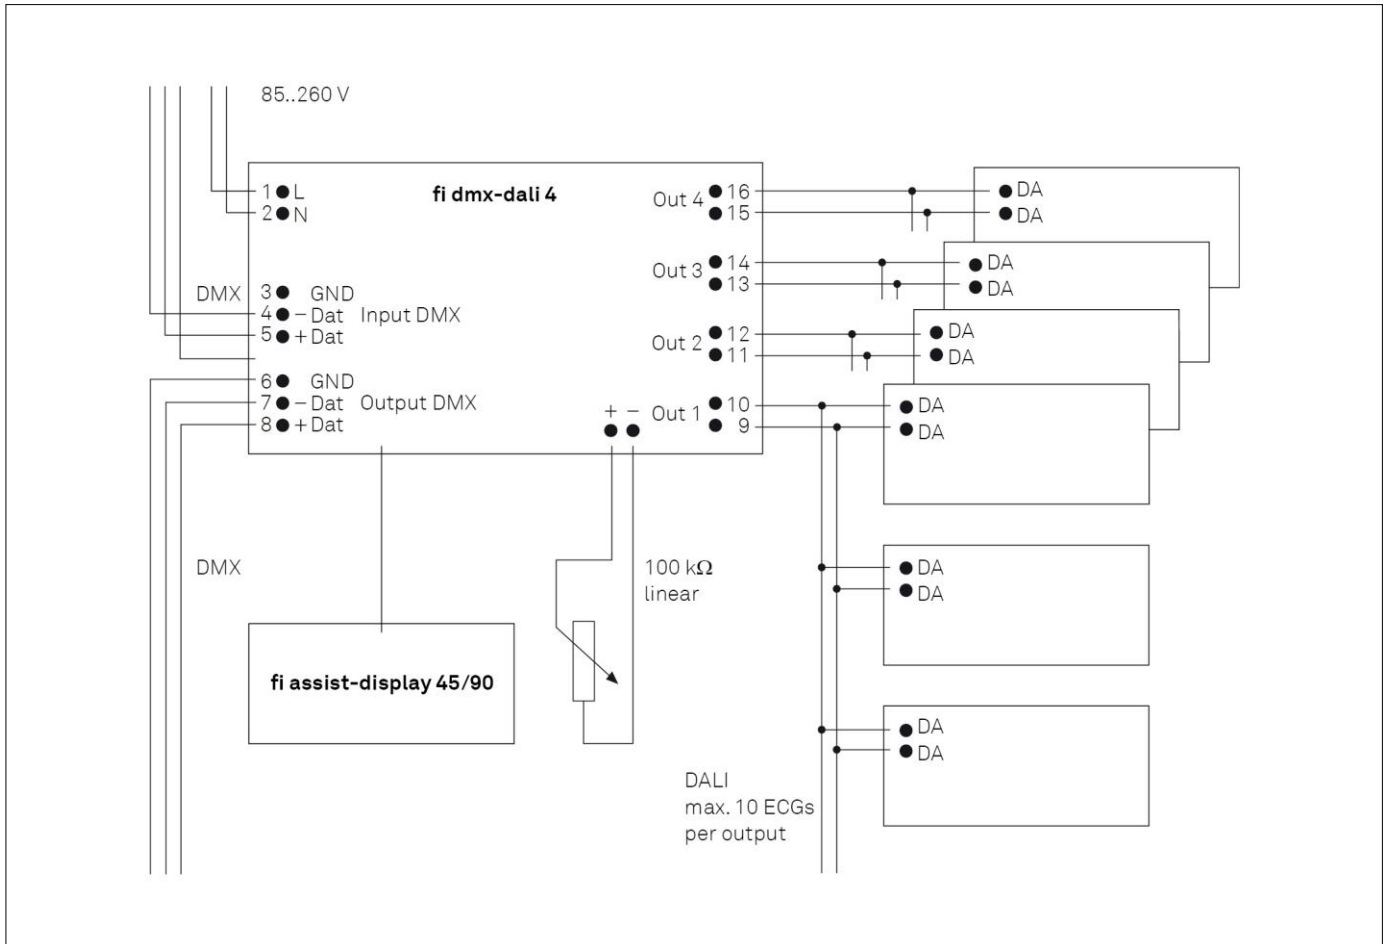 85..260 V
fi dmx-dali 4
1 L
2 N
DMX 3 GND
4 – Dat Input DMX
5 + Dat
6 GND
7 – Dat Output DMX
8 + Dat
+ –
Out 4 16
15
Out 3 14
13
Out 2 12
11
Out 1 10
9
DA
DA
DA
DA
DA
DA
DA
DA
DMX
100 kΩ
linear
DA
DA
fi assist-display 45/90
DA
DA
DALI
max. 10 ECGs
per output